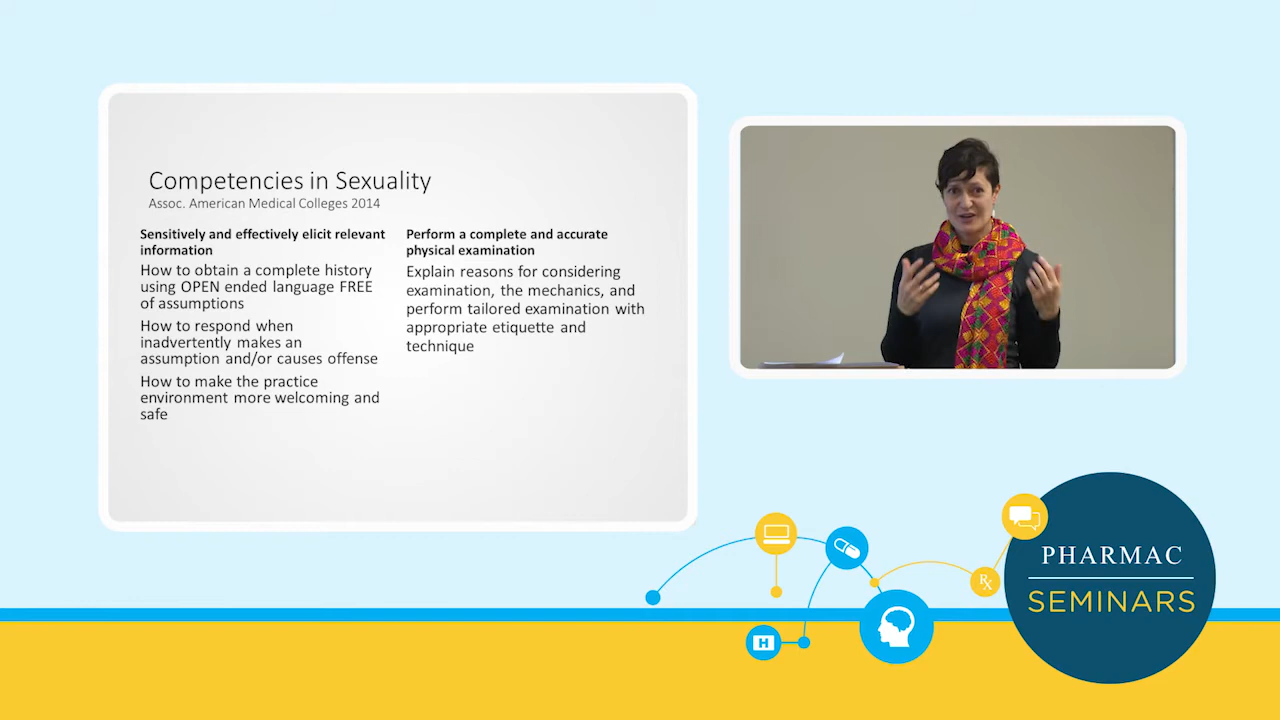 Competencies in Sexuality
Assoc. American Medical Colleges 2014
Sensitively and effectively elicit relevant
information
How to obtain a complete history
using OPEN ended language FREE
of assumptions
How to respond when
inadvertently makes an
assumption and/or causes offense
How to make the practice
environment more welcoming and
safe
Perform a complete and accurate
physical examination
Explain reasons for considering
examination, the mechanics, and
perform tailored examination with
appropriate etiquette and
technique
H
Rx
PHARMAC
SEMINARS